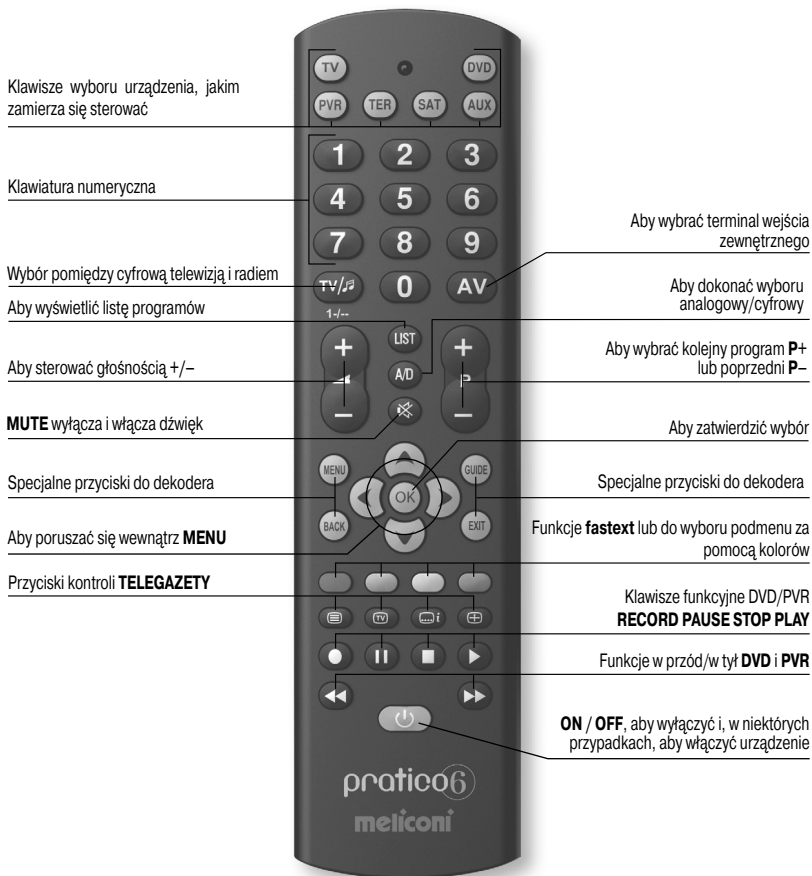 TV DVD
Klawisze wyboru urządzenia, jakim
zamierza się sterować
PVR TER SAT AUX
1 2 3
Klawiatura numeryczna
4 5 6
7 8 9
Aby wybrać terminal wejścia
zewnętrznego
Wybór pomiędzy cyfrową telewizją i radiem
TV/♫ 0 AV
1-/--
Aby dokonać wyboru
analogowy/cyfrowy
Aby wyświetlić listę programów
LIST
+ +
A/D
P
Aby sterować głośnością +/–
Aby wybrać kolejny program P+
lub poprzedni P–
– –
MUTE wyłącza i włącza dźwięk
Aby zatwierdzić wybór
MENU GUIDE
Specjalne przyciski do dekodera
OK
Specjalne przyciski do dekodera
BACK EXIT
Aby poruszać się wewnątrz MENU
Funkcje fastext lub do wyboru podmenu za
pomocą kolorów
Przyciski kontroli TELEGAZETY
TV i
Klawisze funkcyjne DVD/PVR
RECORD PAUSE STOP PLAY
Funkcje w przód/w tył DVD i PVR
ON / OFF, aby wyłączyć i, w niektórych
przypadkach, aby włączyć urządzenie
pratico6
meliconi